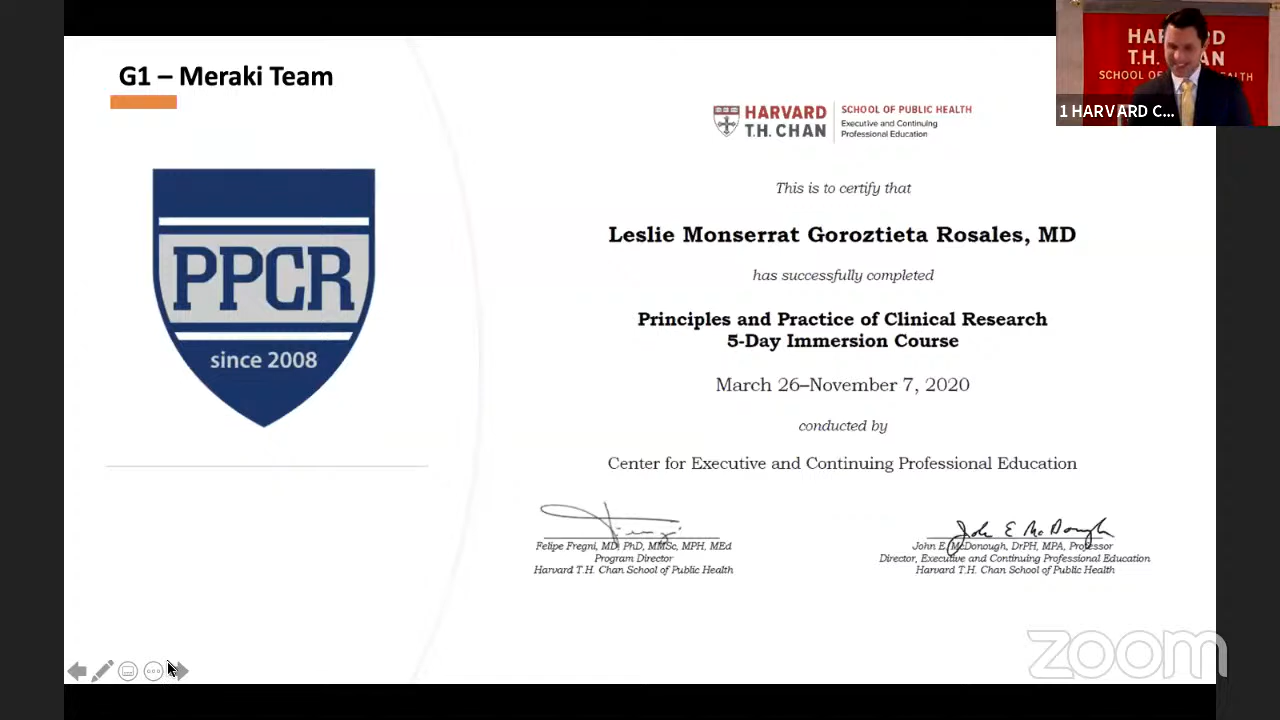 G1 – Meraki Team
HARVARD
T.H. CHAN
SCHOOL OF PUBLIC HEALTH
Executive and Continuing
Professional Education
This is to certify that
Leslie Monserrat Goroztieta Rosales, MD
has successfully completed
Principles and Practice of Clinical Research
5-Day Immersion Course
March 26–November 7, 2020
conducted by
Center for Executive and Continuing Professional Education
John E McDonough
Felipe Fregni, MD, PhD, MMSc, MPH, MEd
Program Director
Harvard T.H. Chan School of Public Health
John E. McDonough, DrPH, MPA, Professor
Director, Executive and Continuing Professional Education
Harvard T.H. Chan School of Public Health
PPCR
since 2008
1 HARVARD C...
zoom